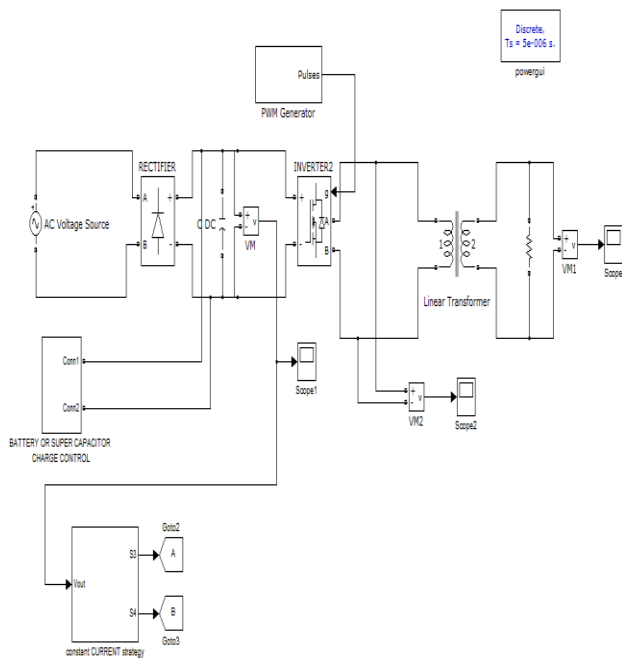 Discrete,
Ts = 5e-006 s.
powergui
Pulses
PWM Generator
RECTIFIER
INVERTER2
A
+
B
-
AC Voltage Source
C DC
+
-
v
VM
+
-
g
A
B
1
2
Linear Transformer
+
-
v
VM1
Scope
Conn1
Conn2
BATTERY OR SUPER CAPACITOR
CHARGE CONTROL
Scope1
+
-
v
VM2
Scope2
Vout
S3
S4
constant CURRENT strategy
Goto2
A
B
Goto3